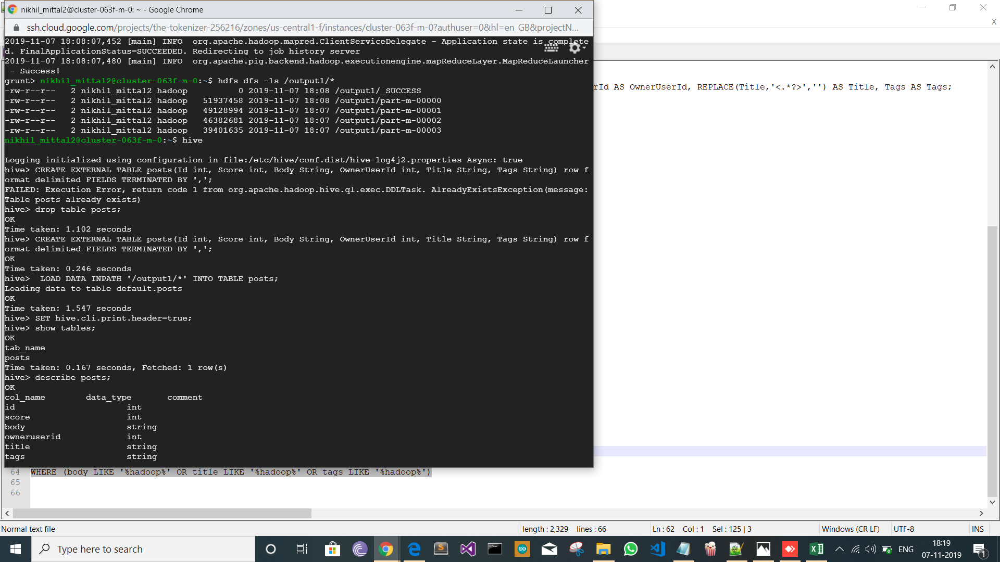 nikhil_mittal2@cluster-063f-m-0: ~ - Google Chrome
ssh.cloud.google.com/projects/the-tokenizer-256216/zones/us-central1-f/instances/cluster-063f-m-0?authuser=0&hl=en_GB&projectN...
X
2019-11-07 18:08:07,452 [main] INFO  org.apache.hadoop.mapred.ClientServiceDelegate - Application state is complete
d. FinalApplicationStatus=SUCCEEDED. Redirecting to job history server
2019-11-07 18:08:07,480 [main] INFO  org.apache.pig.backend.hadoop.executionengine.mapReduceLayer.MapReduceLauncher
 - Success!
grunt> nikhil_mittal2@cluster-063f-m-0:~$ hdfs dfs -ls /output1/*
-rw-r--r--   2 nikhil_mittal2 hadoop          0 2019-11-07 18:08 /output1/_SUCCESS
-rw-r--r--   2 nikhil_mittal2 hadoop   51937458 2019-11-07 18:08 /output1/part-m-00000
-rw-r--r--   2 nikhil_mittal2 hadoop   49128994 2019-11-07 18:07 /output1/part-m-00001
-rw-r--r--   2 nikhil_mittal2 hadoop   46382681 2019-11-07 18:07 /output1/part-m-00002
-rw-r--r--   2 nikhil_mittal2 hadoop   39401635 2019-11-07 18:07 /output1/part-m-00003
nikhil_mittal2@cluster-063f-m-0:~$ hive
Logging initialized using configuration in file:/etc/hive/conf.dist/hive-log4j2.properties Async: true
hive> CREATE EXTERNAL TABLE posts(Id int, Score int, Body String, OwnerUserId int, Title String, Tags String) row f
ormat delimited FIELDS TERMINATED BY ',';
FAILED: Execution Error, return code 1 from org.apache.hadoop.hive.ql.exec.DDLTask. AlreadyExistsException(message:
Table posts already exists)
hive> drop table posts;
OK
Time taken: 1.102 seconds
hive> CREATE EXTERNAL TABLE posts(Id int, Score int, Body String, OwnerUserId int, Title String, Tags String) row f
ormat delimited FIELDS TERMINATED BY ',';
OK
Time taken: 0.246 seconds
hive>  LOAD DATA INPATH '/output1/*' INTO TABLE posts;
Loading data to table default.posts
OK
Time taken: 1.547 seconds
hive> SET hive.cli.print.header=true;
hive> show tables;
OK
tab_name
posts
Time taken: 0.167 seconds, Fetched: 1 row(s)
hive> describe posts;
OK
col_name        data_type       comment
id                      int
score                   int
body                    string
owneruserid             int
title                   string
tags                    string
rId AS OwnerUserId, REPLACE(Title,'<.*?>','') AS Title, Tags AS Tags;
64 WHERE (body LIKE '%hadoop%' OR title LIKE '%hadoop%' OR tags LIKE '%hadoop%')
65
66
Normal text file length : 2,329 lines : 66 Ln : 62 Col : 1 Sel : 125 | 3 Windows (CR LF) UTF-8 INS
Type here to search ENG 18:19
07-11-2019 1